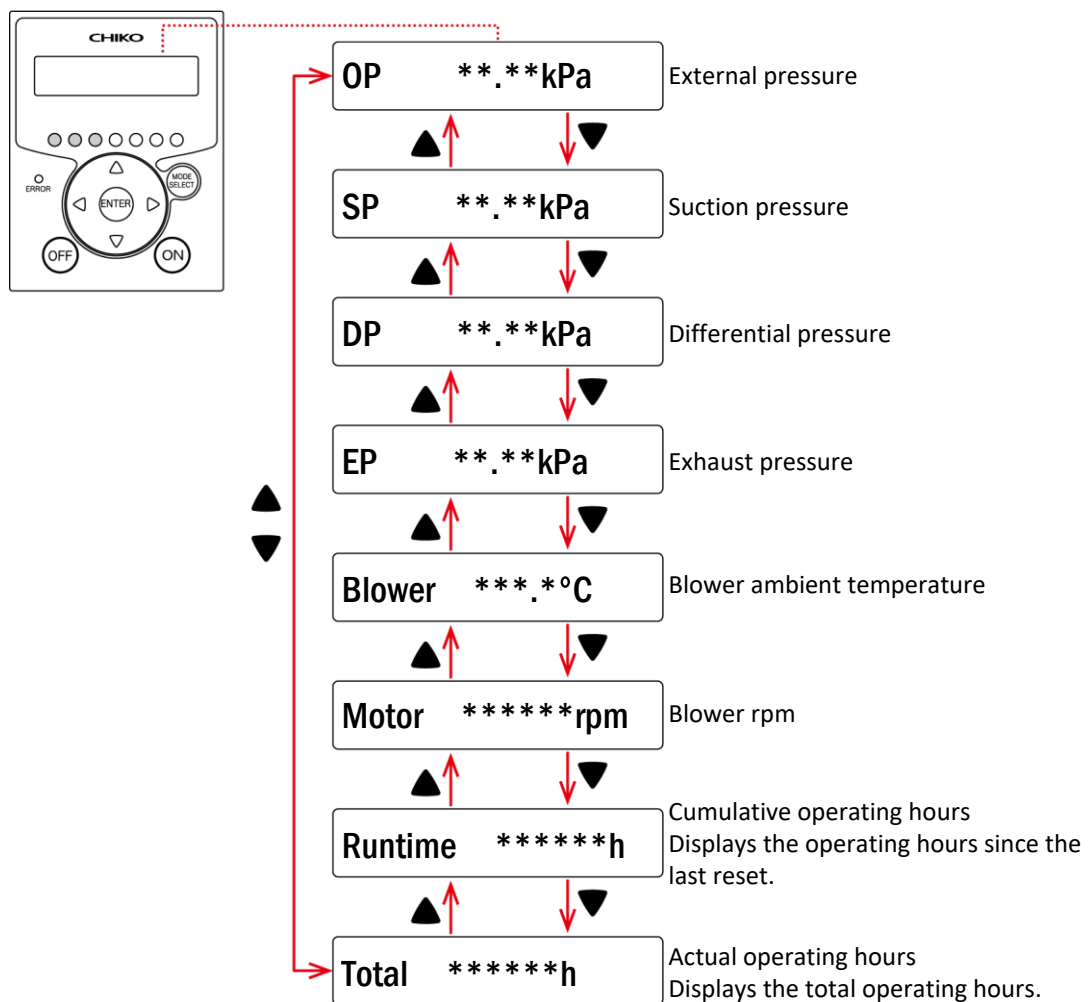 CHIKO
ERROR
MODE
SELECT
ENTER
OFF
ON
OP **.**kPa
External pressure
SP **.**kPa
Suction pressure
DP **.**kPa
Differential pressure
EP **.**kPa
Exhaust pressure
Blower ***.*°C
Blower ambient temperature
Motor ******rpm
Blower rpm
Runtime ******h
Cumulative operating hours
Displays the operating hours since the
last reset.
Total ******h
Actual operating hours
Displays the total operating hours.